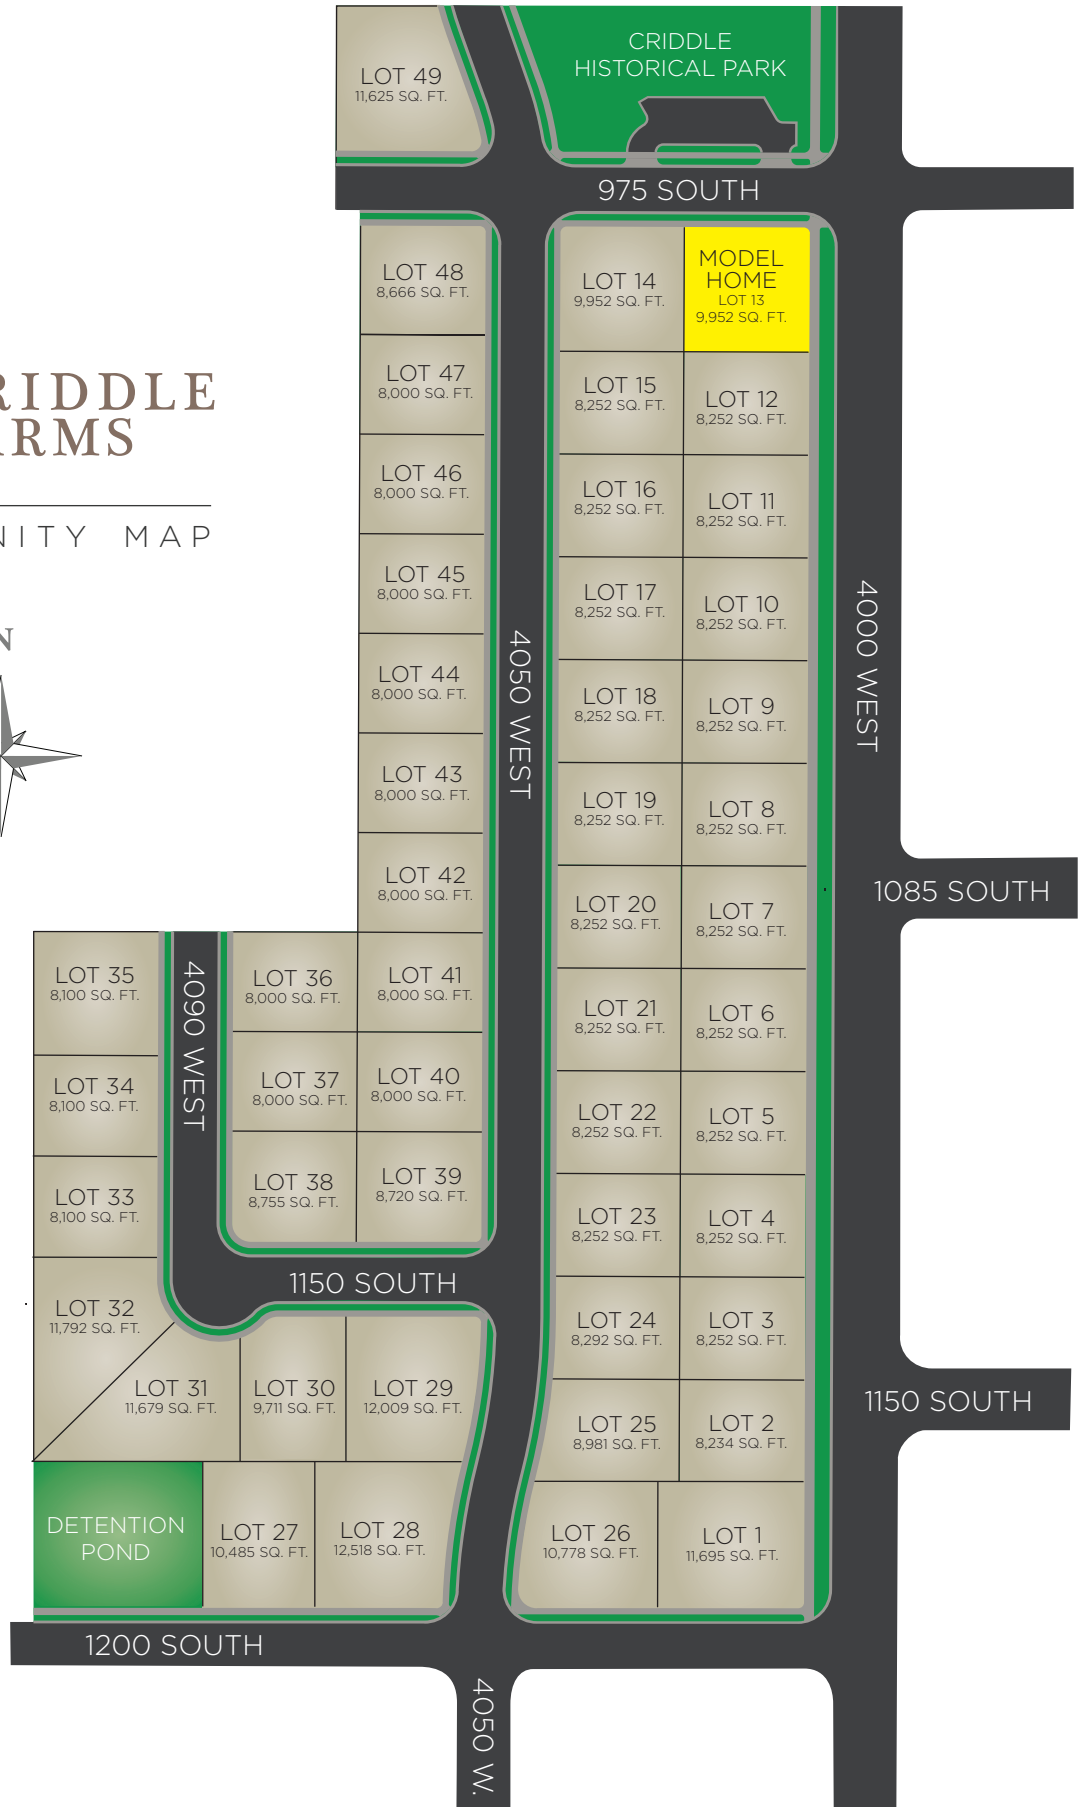 CRIDDLE
HISTORICAL PARK
LOT 49
11,625 SQ. FT.
975 SOUTH
LOT 48
8,666 SQ. FT.
LOT 14
9,952 SQ. FT.
MODEL
HOME
LOT 13
9,952 SQ. FT.
RIDDLE
ARMS
NITY MAP
N
LOT 47
8,000 SQ. FT.
LOT 15
8,252 SQ. FT.
LOT 12
8,252 SQ. FT.
LOT 46
8,000 SQ. FT.
LOT 16
8,252 SQ. FT.
LOT 11
8,252 SQ. FT.
LOT 45
8,000 SQ. FT.
LOT 17
8,252 SQ. FT.
LOT 10
8,252 SQ. FT.
4050 WEST
4000 WEST
LOT 44
8,000 SQ. FT.
LOT 18
8,252 SQ. FT.
LOT 9
8,252 SQ. FT.
LOT 43
8,000 SQ. FT.
LOT 19
8,252 SQ. FT.
LOT 8
8,252 SQ. FT.
LOT 42
8,000 SQ. FT.
LOT 20
8,252 SQ. FT.
LOT 7
8,252 SQ. FT.
1085 SOUTH
LOT 35
8,100 SQ. FT.
4090 WEST
LOT 36
8,000 SQ. FT.
LOT 41
8,000 SQ. FT.
LOT 21
8,252 SQ. FT.
LOT 6
8,252 SQ. FT.
LOT 34
8,100 SQ. FT.
LOT 37
8,000 SQ. FT.
LOT 40
8,000 SQ. FT.
LOT 22
8,252 SQ. FT.
LOT 5
8,252 SQ. FT.
LOT 33
8,100 SQ. FT.
LOT 38
8,755 SQ. FT.
LOT 39
8,720 SQ. FT.
LOT 23
8,252 SQ. FT.
LOT 4
8,252 SQ. FT.
1150 SOUTH
LOT 32
11,792 SQ. FT.
LOT 24
8,292 SQ. FT.
LOT 3
8,252 SQ. FT.
LOT 31
11,679 SQ. FT.
LOT 30
9,711 SQ. FT.
LOT 29
12,009 SQ. FT.
LOT 25
8,981 SQ. FT.
LOT 2
8,234 SQ. FT.
1150 SOUTH
DETENTION
POND
LOT 27
10,485 SQ. FT.
LOT 28
12,518 SQ. FT.
LOT 26
10,778 SQ. FT.
LOT 1
11,695 SQ. FT.
1200 SOUTH
4050 W.